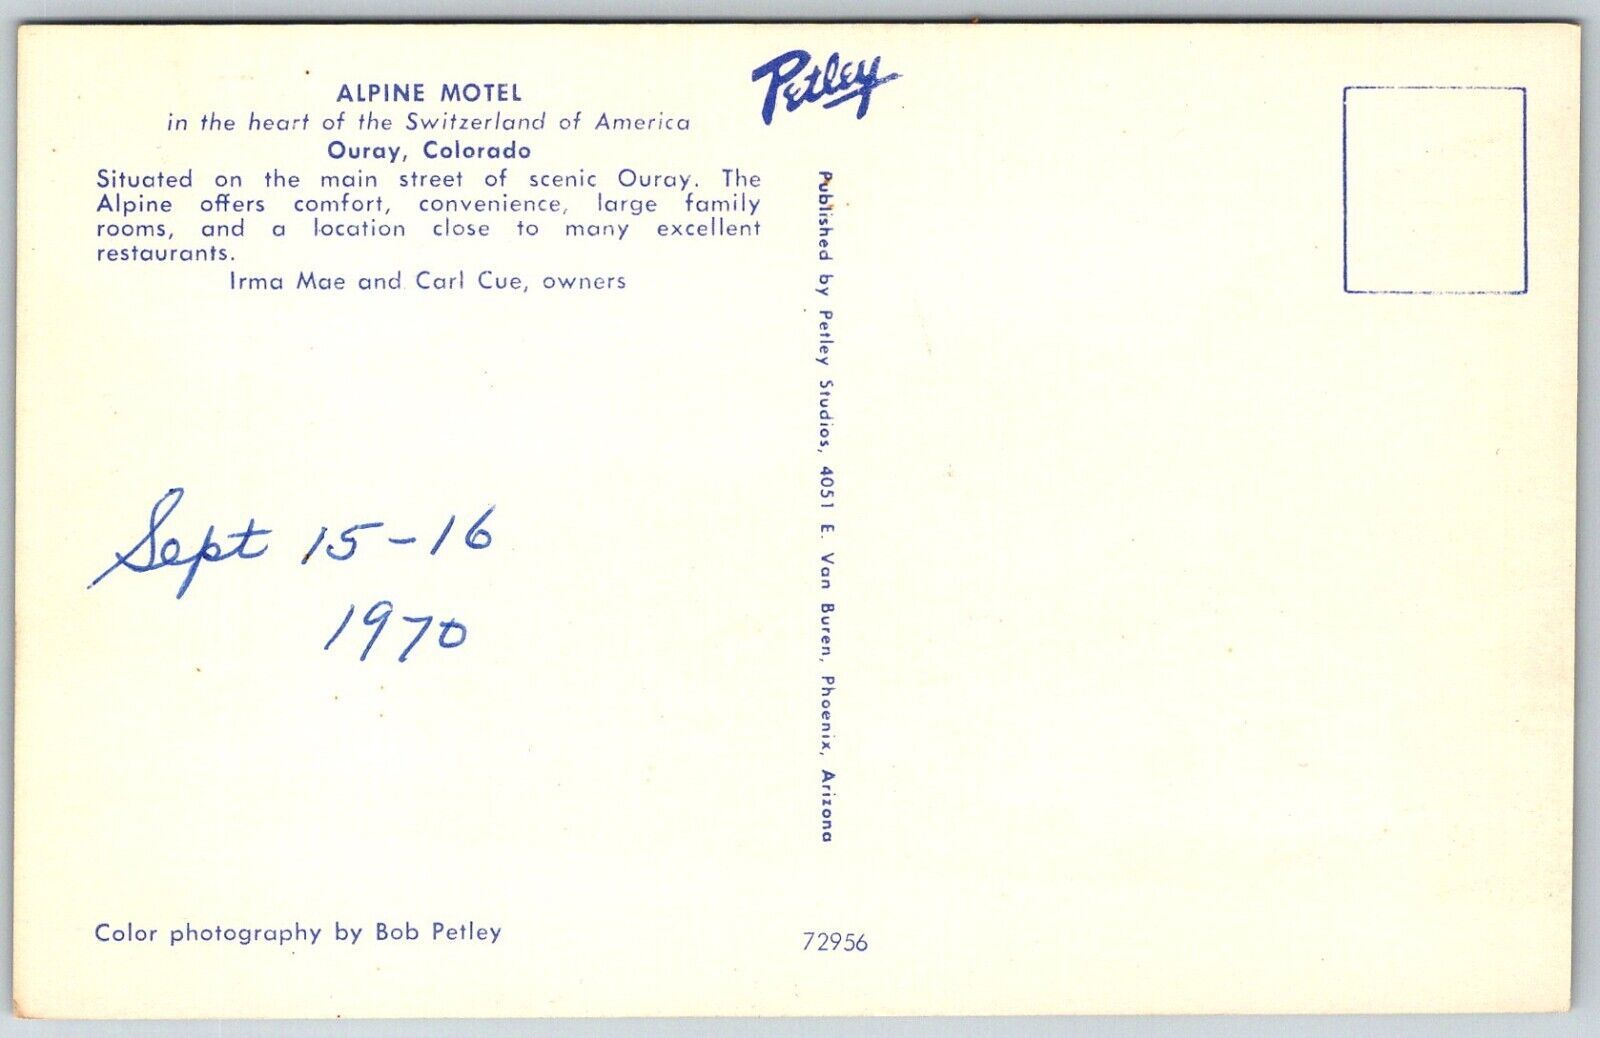 ALPINE MOTEL
in the heart of the Switzerland of America
Ouray, Colorado
Situated on the main street of scenic Ouray. The
Alpine offers comfort, convenience, large family
rooms, and a location close to many excellent
restaurants.
Irma Mae and Carl Cue, owners
Sept 15-16
1970
Color photography by Bob Petley
Petley
Published by Petley Studios, 4051 E. Van Buren, Phoenix, Arizona
72956